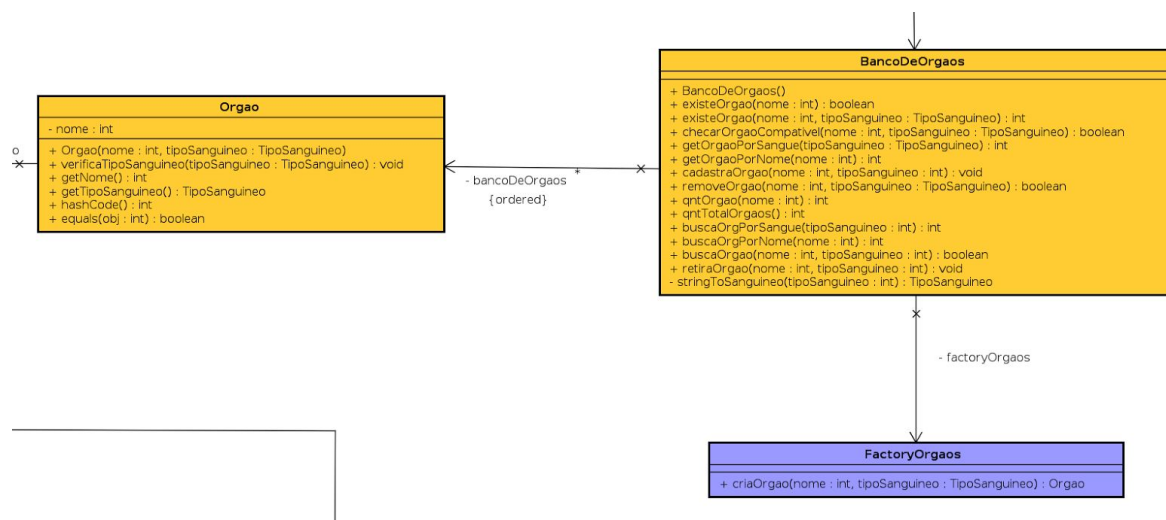 BancoDeOrgaos
+ BancoDeOrgaos()
+ existeOrgao(nome : int) : boolean
+ existeOrgao(nome : int, tipoSanguineo : TipoSanguineo) : int
+ checarOrgaoCompativel(nome : int, tipoSanguineo : TipoSanguineo) : boolean
+ getOrgaoPorSangue(tipoSanguineo : TipoSanguineo) : int
+ getOrgaoPorNome(nome : int) : int
+ cadastraOrgao(nome : int, tipoSanguineo : int) : void
+ removeOrgao(nome : int, tipoSanguineo : TipoSanguineo) : boolean
+ qntOrgao(nome : int) : int
+ qntTotalOrgaos() : int
+ buscaOrgPorSangue(tipoSanguineo : int) : int
+ buscaOrgPorNome(nome : int) : int
+ buscaOrgao(nome : int, tipoSanguineo : int) : boolean
+ retiraOrgao(nome : int, tipoSanguineo : int) : void
- stringToSanguineo(tipoSanguineo : int) : TipoSanguineo
Orgao
- nome : int
+ Orgao(nome : int, tipoSanguineo : TipoSanguineo)
+ verificaTipoSanguineo(tipoSanguineo : TipoSanguineo) : void
+ getNome() : int
+ getTipoSanguineo() : TipoSanguineo
+ hashCode() : int
+ equals(obj : int) : boolean
o
*
- bancoDeOrgaos
{ordered}
- factoryOrgaos
FactoryOrgaos
+ criaOrgao(nome : int, tipoSanguineo : TipoSanguineo) : Orgao